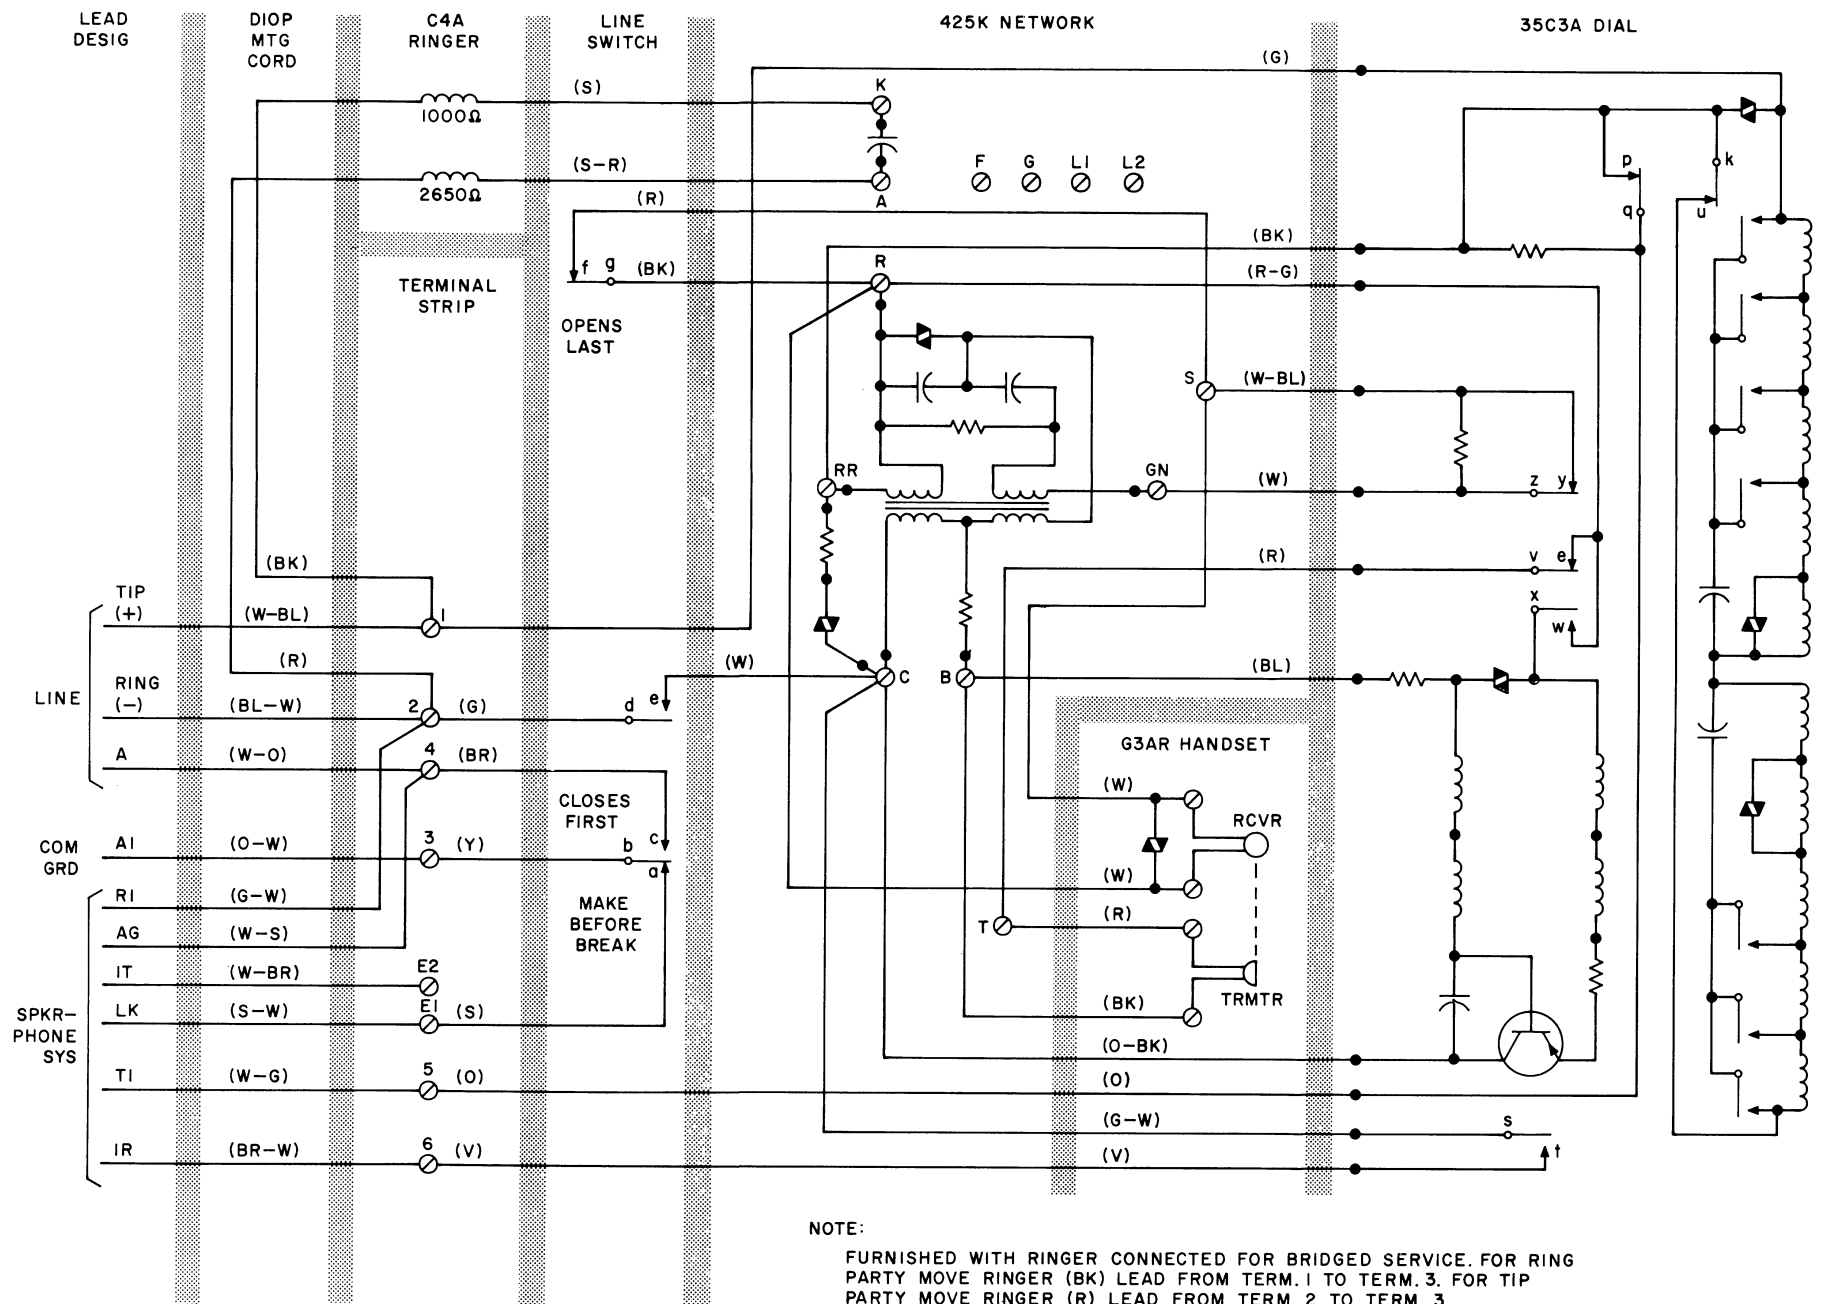 LEAD
DESIG
DIOP
MTG
CORD
C4A
RINGER
LINE
SWITCH
425K NETWORK
35C3A DIAL
(G)
(S)
K
1000Ω
(S-R)
2650Ω
A
F G L1 L2
p
k
q
u
(R)
(BK)
f g (BK)
R
(R-G)
TERMINAL
STRIP
OPENS
LAST
S (W-BL)
RR
GN
(W)
z y
(R)
v e
x
w
(BK)
TIP
(+)
(W-BL)
1
(R)
(W)
C
B
(BL)
LINE
RING
(-)
(BL-W)
2 (G)
d e
A
(W-O)
4 (BR)
G3AR HANDSET
CLOSES
FIRST
(W)
RCVR
COM
GRD
A1
(O-W)
3 (Y)
b c
a
R1
(G-W)
MAKE
BEFORE
BREAK
(W)
(R)
T
AG
(W-S)
IT
(W-BR)
E2
TRMTR
(BK)
SPKR-
PHONE
SYS
LK
(S-W)
E1 (S)
(O-BK)
T1
(W-G)
5 (O)
(O)
(G-W)
s
t
IR
(BR-W)
6 (V)
(V)
NOTE:
FURNISHED WITH RINGER CONNECTED FOR BRIDGED SERVICE. FOR RING
PARTY MOVE RINGER (BK) LEAD FROM TERM. 1 TO TERM. 3. FOR TIP
PARTY MOVE RINGER (R) LEAD FROM TERM. 2 TO TERM. 3